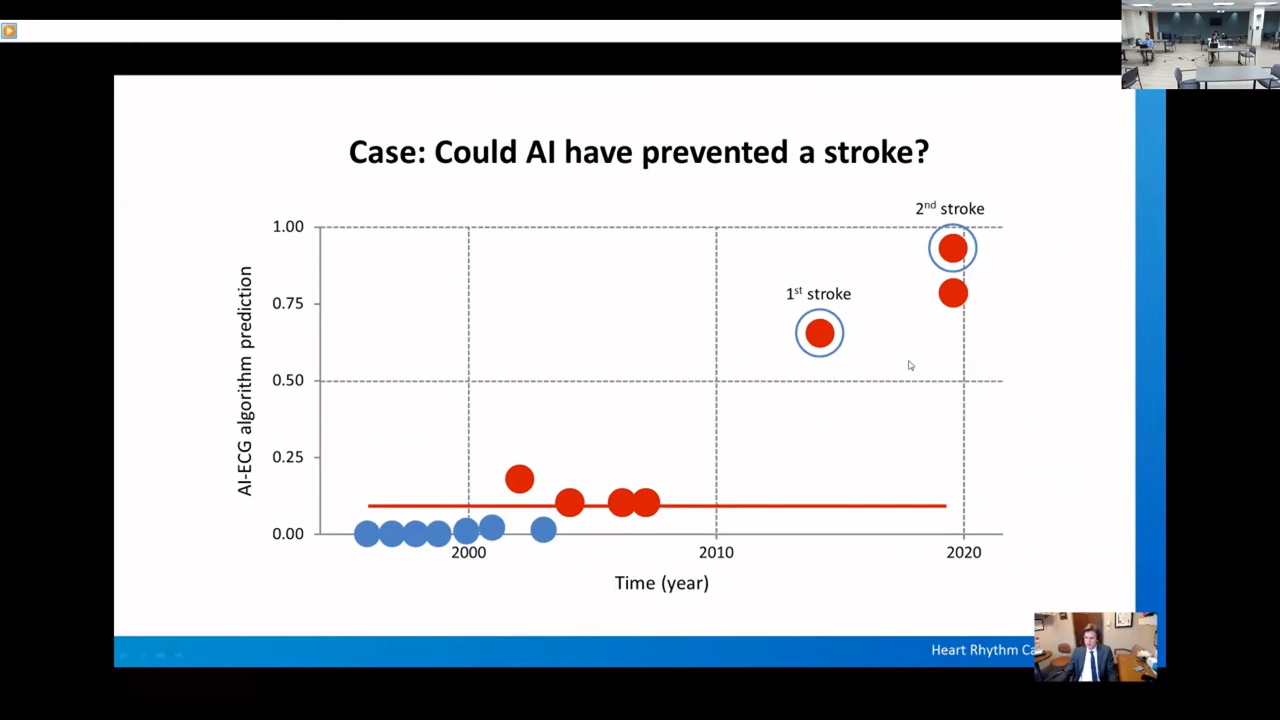 Case: Could AI have prevented a stroke?
2nd stroke
1.00
1st stroke
0.75
AI-ECG algorithm prediction
0.50
0.25
0.00
2000
2010
2020
Time (year)
Heart Rhythm